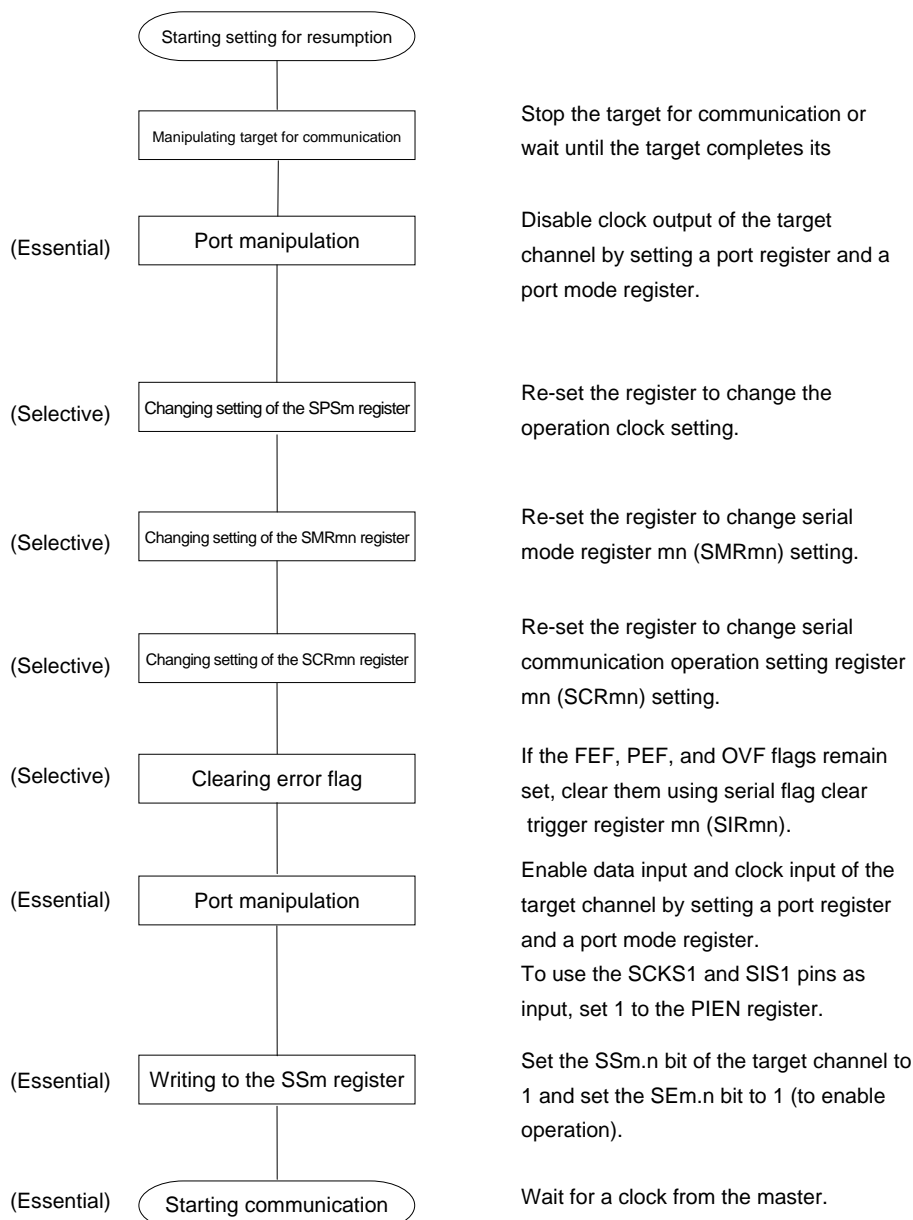 Starting setting for resumption
Manipulating target for communication
Stop the target for communication or
wait until the target completes its
(Essential)
Port manipulation
Disable clock output of the target
channel by setting a port register and a
port mode register.
(Selective)
Changing setting of the SPSm register
Re-set the register to change the
operation clock setting.
(Selective)
Changing setting of the SMRmn register
Re-set the register to change serial
mode register mn (SMRmn) setting.
(Selective)
Changing setting of the SCRmn register
Re-set the register to change serial
communication operation setting register
mn (SCRmn) setting.
(Selective)
Clearing error flag
If the FEF, PEF, and OVF flags remain
set, clear them using serial flag clear
trigger register mn (SIRmn).
(Essential)
Port manipulation
Enable data input and clock input of the
target channel by setting a port register
and a port mode register.
To use the SCKS1 and SIS1 pins as
input, set 1 to the PIEN register.
(Essential)
Writing to the SSm register
Set the SSm.n bit of the target channel to
1 and set the SEm.n bit to 1 (to enable
operation).
(Essential)
Starting communication
Wait for a clock from the master.